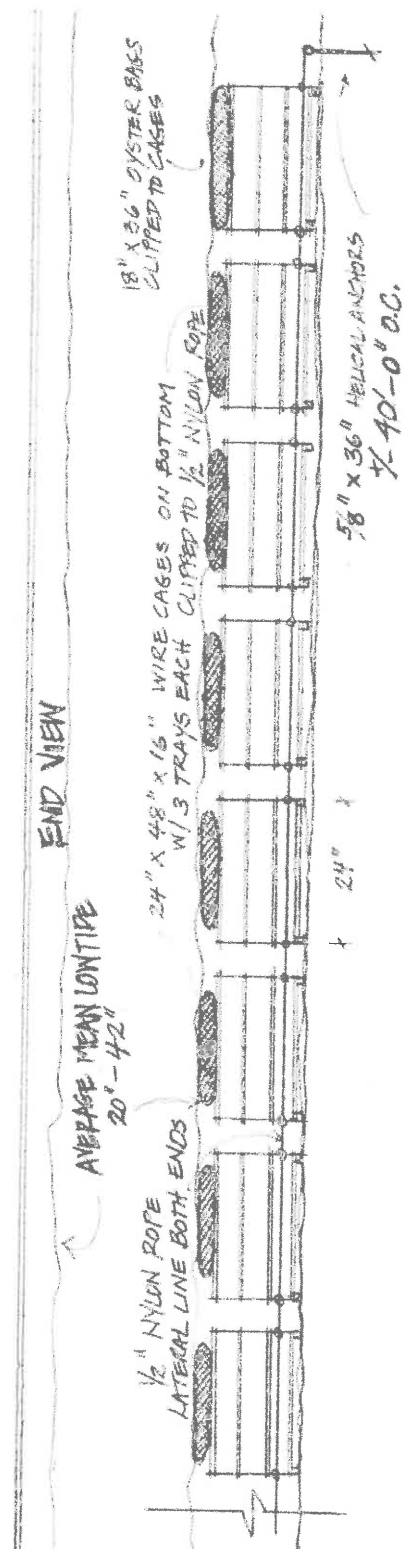 END VIEW
AVERAGE MEAN LOWTIDE
20" - 42"
1/2" NYLON ROPE
LATERAL LINE BOTH ENDS
24" X 48" X 16" WIRE CAGES ON BOTTOM
W/ 3 TRAYS EACH CLIPPED TO 1/2" NYLON ROPE
18" X 36" OYSTER BAGS
CLIPPED TO CAGES
24"
5/8" X 36" HELICAL ANCHORS
+/- 40'-0" O.C.